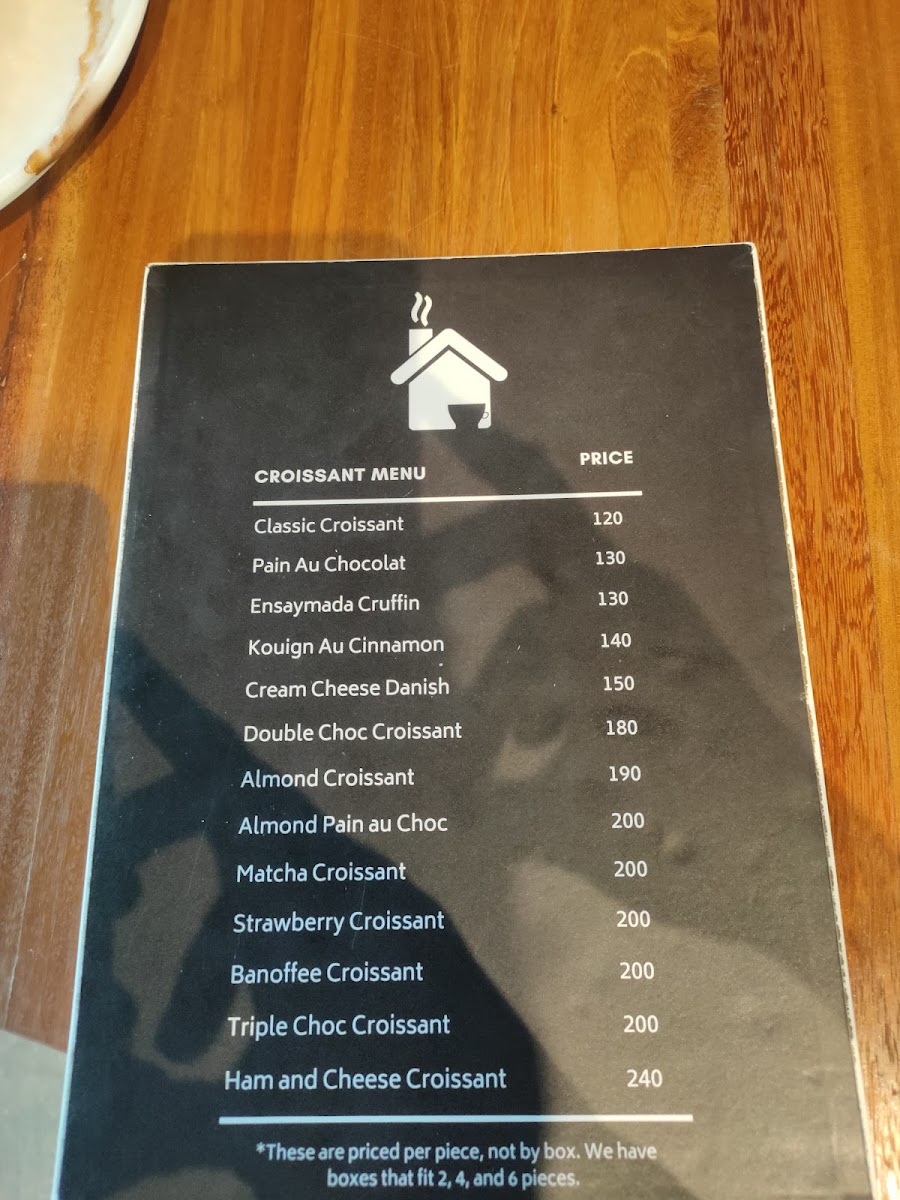 CROISSANT MENU PRICE
Classic Croissant 120
Pain Au Chocolat 130
Ensaymada Cruffin 130
Kouign Au Cinnamon 140
Cream Cheese Danish 150
Double Choc Croissant 180
Almond Croissant 190
Almond Pain au Choc 200
Matcha Croissant 200
Strawberry Croissant 200
Banoffee Croissant 200
Triple Choc Croissant 200
Ham and Cheese Croissant 240
*These are priced per piece, not by box. We have
boxes that fit 2, 4, and 6 pieces.